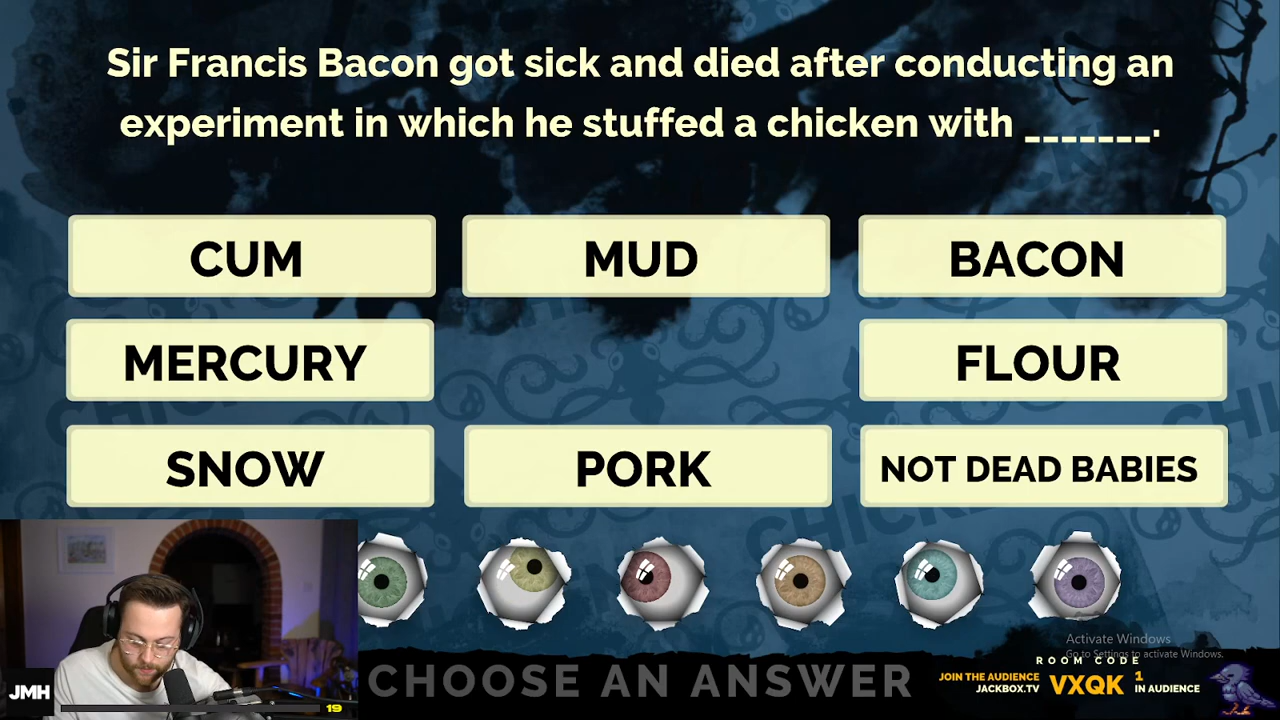 Sir Francis Bacon got sick and died after conducting an
experiment in which he stuffed a chicken with _______.
CUM
MUD
BACON
MERCURY
FLOUR
SNOW
PORK
NOT DEAD BABIES
Activate Windows
Go to Settings to activate Windows.
ROOM CODE
JOIN THE AUDIENCE
JACKBOX.TV
VXQK
1
IN AUDIENCE
CHOOSE AN ANSWER
JMH
19